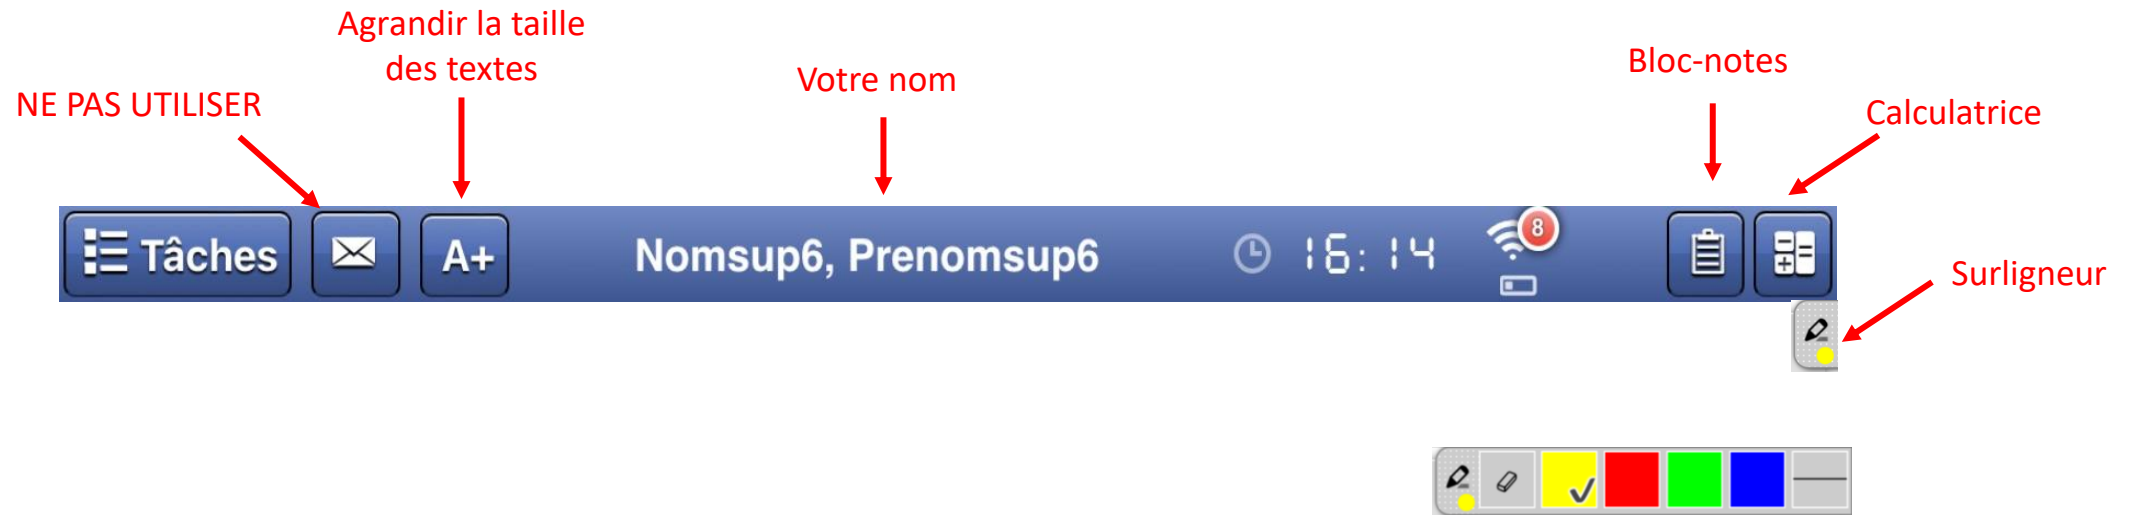 Agrandir la taille
des textes
Votre nom
Bloc-notes
NE PAS UTILISER
Calculatrice
Tâches
A+
Nomsup6, Prenomsup6
16:14
8
Surligneur